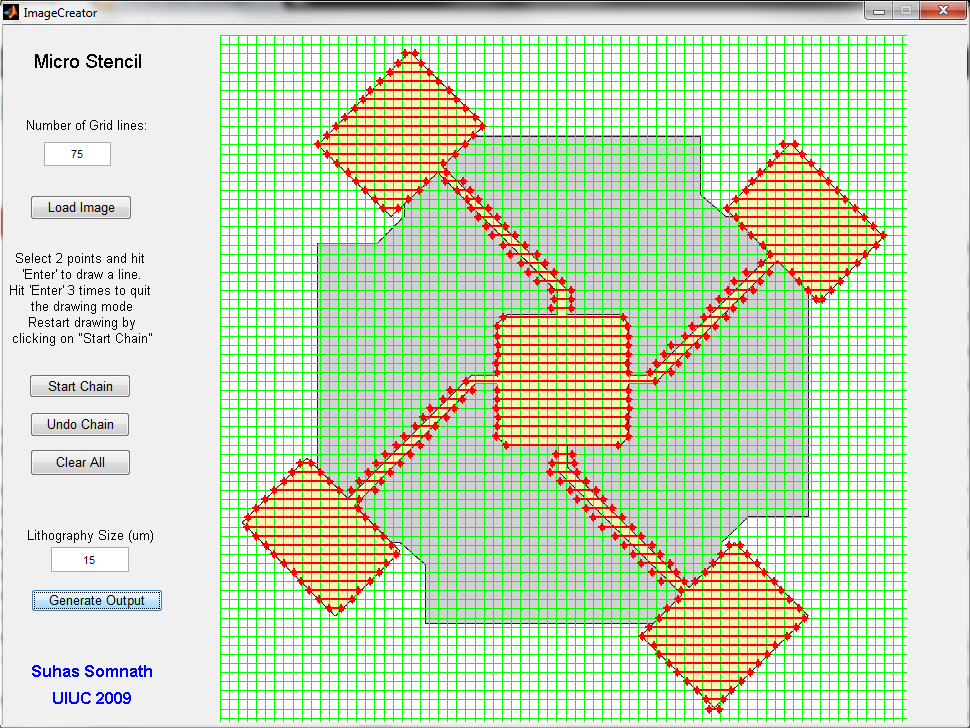 ImageCreator
Micro Stencil
Number of Grid lines:
75
Load Image
Select 2 points and hit
'Enter' to draw a line.
Hit 'Enter' 3 times to quit
the drawing mode
Restart drawing by
clicking on "Start Chain"
Start Chain
Undo Chain
Clear All
Lithography Size (um)
15
Generate Output
Suhas Somnath
UIUC 2009